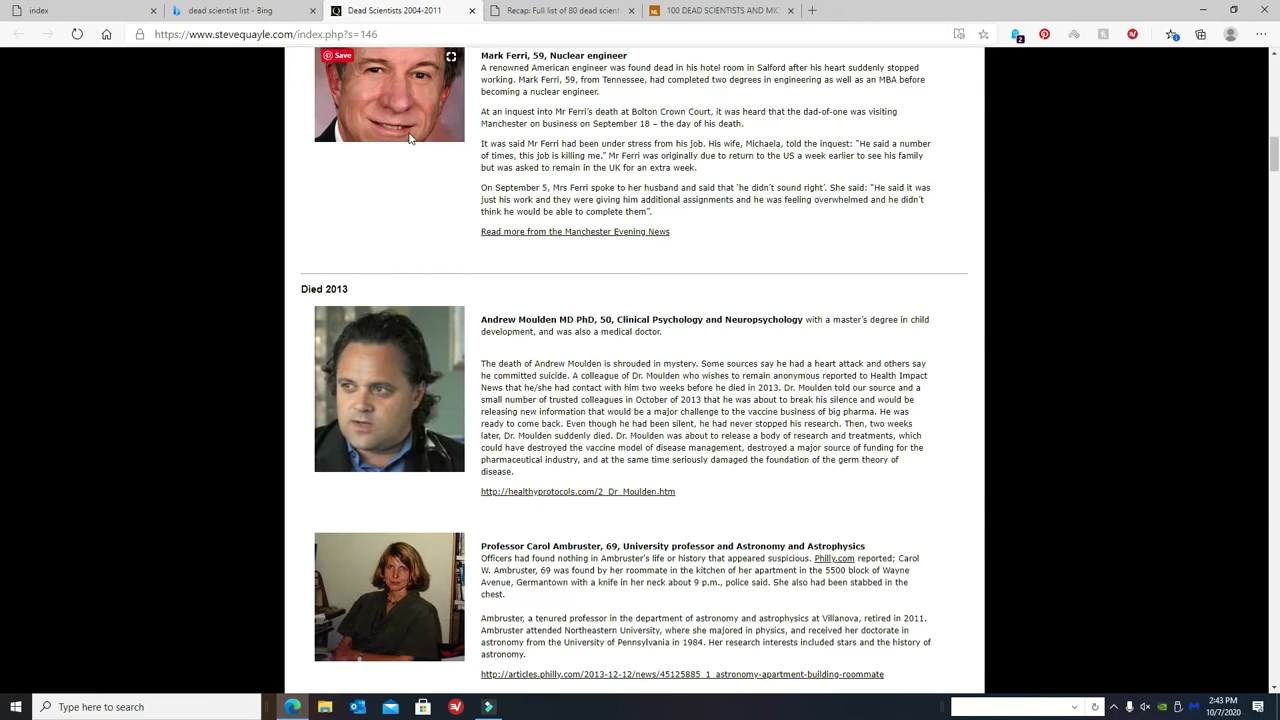 index
dead scientist list - Bing
Dead Scientists 2004-2011
Recap: Full list of 80 dead scient
100 DEAD SCIENTISTS AND MIC
https://www.stevequayle.com/index.php?s=146
2
Save
Mark Ferri, 59, Nuclear engineer
A renowned American engineer was found dead in his hotel room in Salford after his heart suddenly stopped
working. Mark Ferri, 59, from Tennessee, had completed two degrees in engineering as well as an MBA before
becoming a nuclear engineer.
At an inquest into Mr Ferri's death at Bolton Crown Court, it was heard that the dad-of-one was visiting
Manchester on business on September 18 – the day of his death.
It was said Mr Ferri had been under stress from his job. His wife, Michaela, told the inquest: "He said a number
of times, this job is killing me." Mr Ferri was originally due to return to the US a week earlier to see his family
but was asked to remain in the UK for an extra week.
On September 5, Mrs Ferri spoke to her husband and said that 'he didn't sound right'. She said: "He said it was
just his work and they were giving him additional assignments and he was feeling overwhelmed and he didn't
think he would be able to complete them".
Read more from the Manchester Evening News
Died 2013
Andrew Moulden MD PhD, 50, Clinical Psychology and Neuropsychology with a master's degree in child
development, and was also a medical doctor.
The death of Andrew Moulden is shrouded in mystery. Some sources say he had a heart attack and others say
he committed suicide. A colleague of Dr. Moulden who wishes to remain anonymous reported to Health Impact
News that he/she had contact with him two weeks before he died in 2013. Dr. Moulden told our source and a
small number of trusted colleagues in October of 2013 that he was about to break his silence and would be
releasing new information that would be a major challenge to the vaccine business of big pharma. He was
ready to come back. Even though he had been silent, he had never stopped his research. Then, two weeks
later, Dr. Moulden suddenly died. Dr. Moulden was about to release a body of research and treatments, which
could have destroyed the vaccine model of disease management, destroyed a major source of funding for the
pharmaceutical industry, and at the same time seriously damaged the foundation of the germ theory of
disease.
http://healthyprotocols.com/2_Dr_Moulden.htm
Professor Carol Ambruster, 69, University professor and Astronomy and Astrophysics
Officers had found nothing in Ambruster's life or history that appeared suspicious. Philly.com reported; Carol
W. Ambruster, 69 was found by her roommate in the kitchen of her apartment in the 5500 block of Wayne
Avenue, Germantown with a knife in her neck about 9 p.m., police said. She also had been stabbed in the
chest.
Ambruster, a tenured professor in the department of astronomy and astrophysics at Villanova, retired in 2011.
Ambruster attended Northeastern University, where she majored in physics, and received her doctorate in
astronomy from the University of Pennsylvania in 1984. Her research interests included stars and the history of
astronomy.
http://articles.philly.com/2013-12-12/news/45125885_1_astronomy-apartment-building-roommate
Type here to search
2:43 PM
10/7/2020